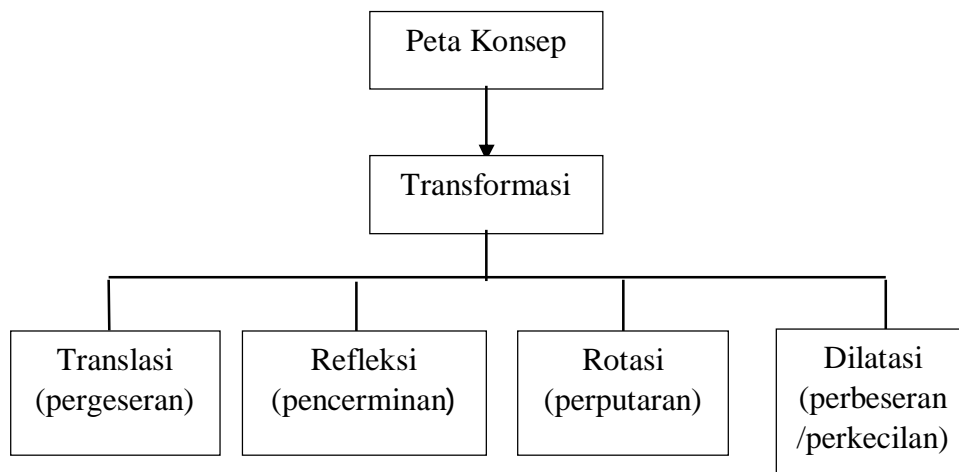 Peta Konsep
Transformasi
Translasi
(pergeseran)
Refleksi
(pencerminan)
Rotasi
(perputaran)
Dilatasi
(perbeseran
/perkecilan)